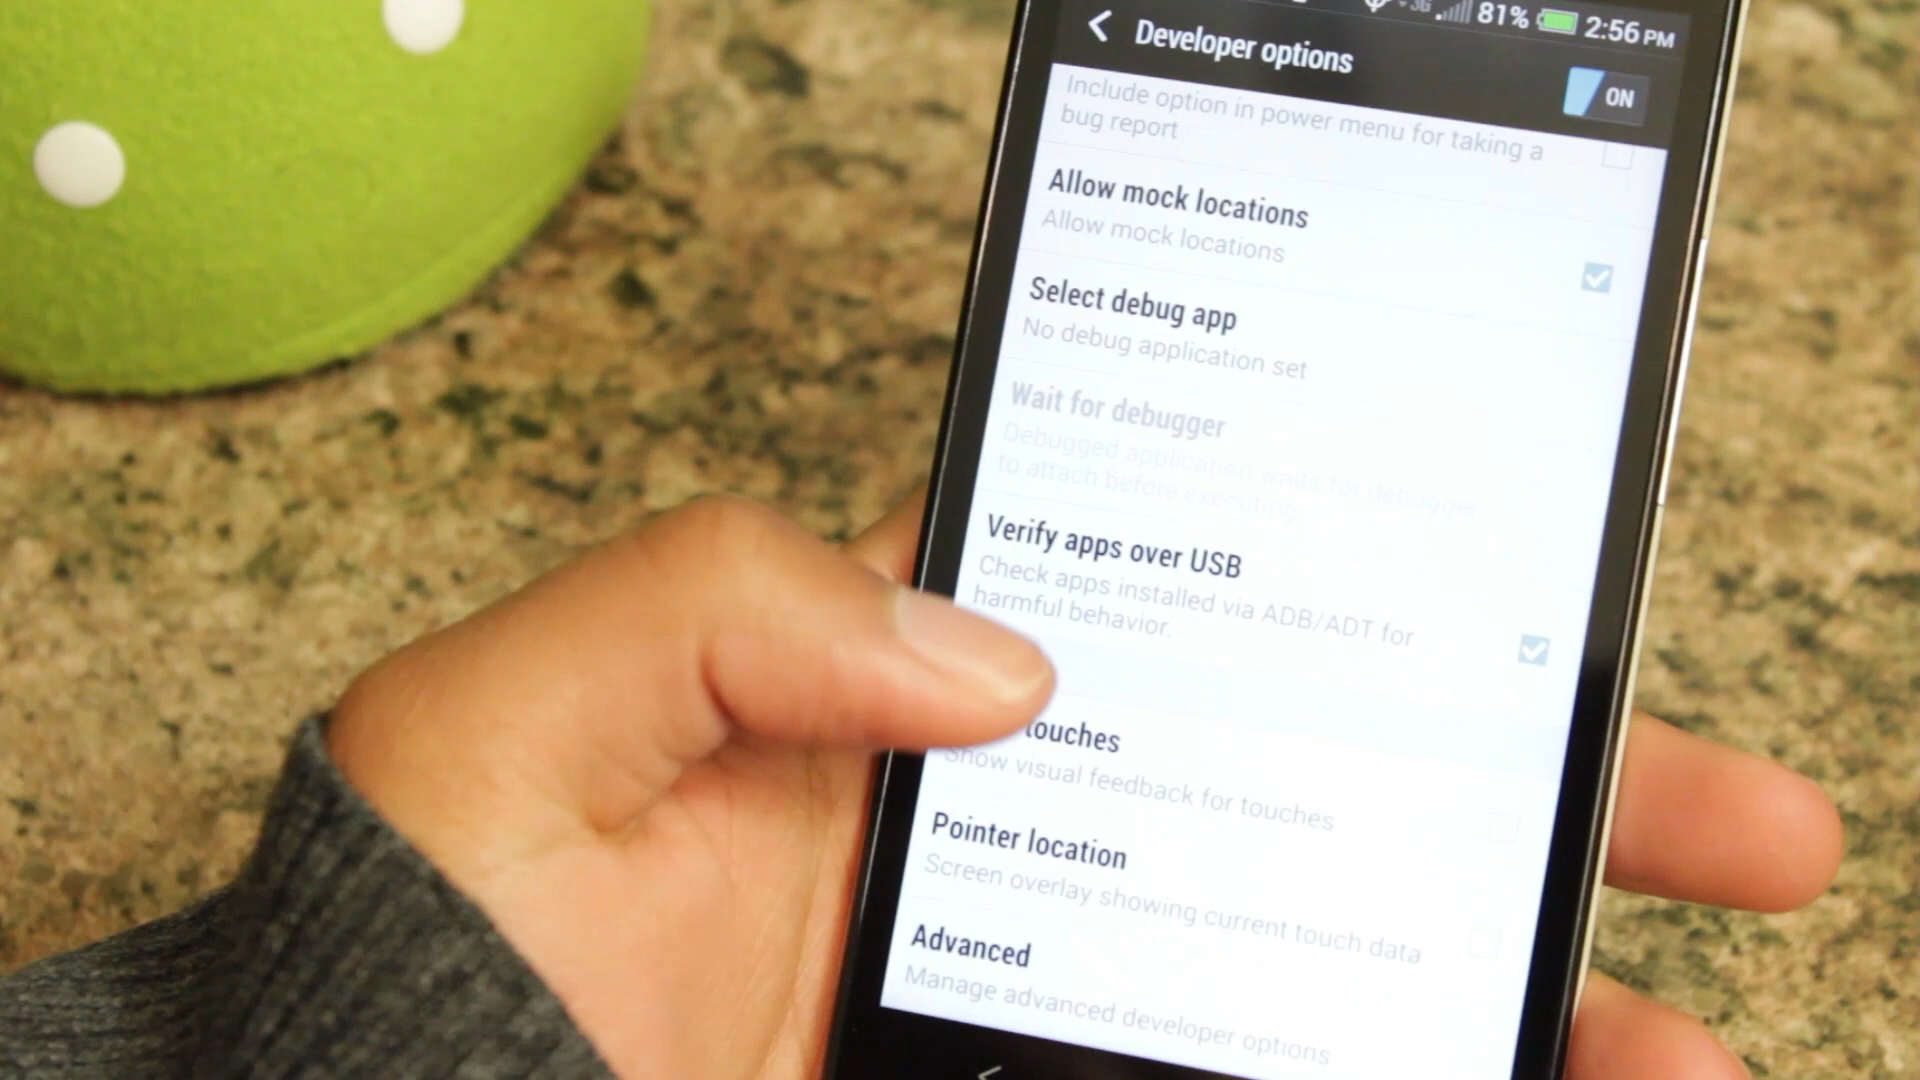 3G 81% 2:56 PM
Developer options
ON
Include option in power menu for taking a
bug report
Allow mock locations
Allow mock locations
Select debug app
No debug application set
Wait for debugger
Debugged application waits for debugger
to attach before executing
Verify apps over USB
Check apps installed via ADB/ADT for
harmful behavior.
touches
Show visual feedback for touches
Pointer location
Screen overlay showing current touch data
Advanced
Manage advanced developer options